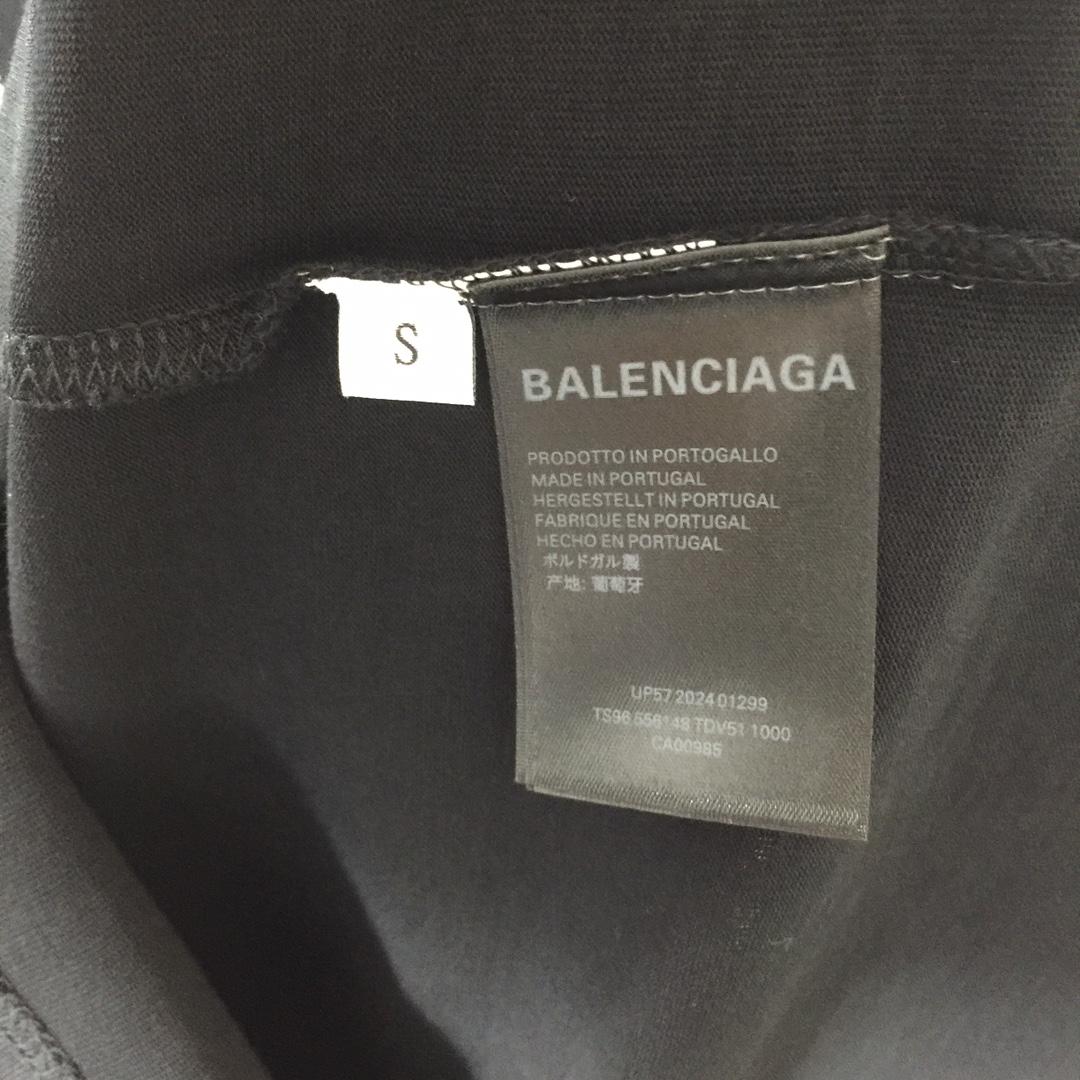 S
BALENCIAGA
PRODOTTO IN PORTOGALLO
MADE IN PORTUGAL
HERGESTELLT IN PORTUGAL
FABRIQUE EN PORTUGAL
HECHO EN PORTUGAL
ポルドガル製
产地: 葡萄牙
UP57 2024 01299
TS96 556148 TDV51 1000
CA00985